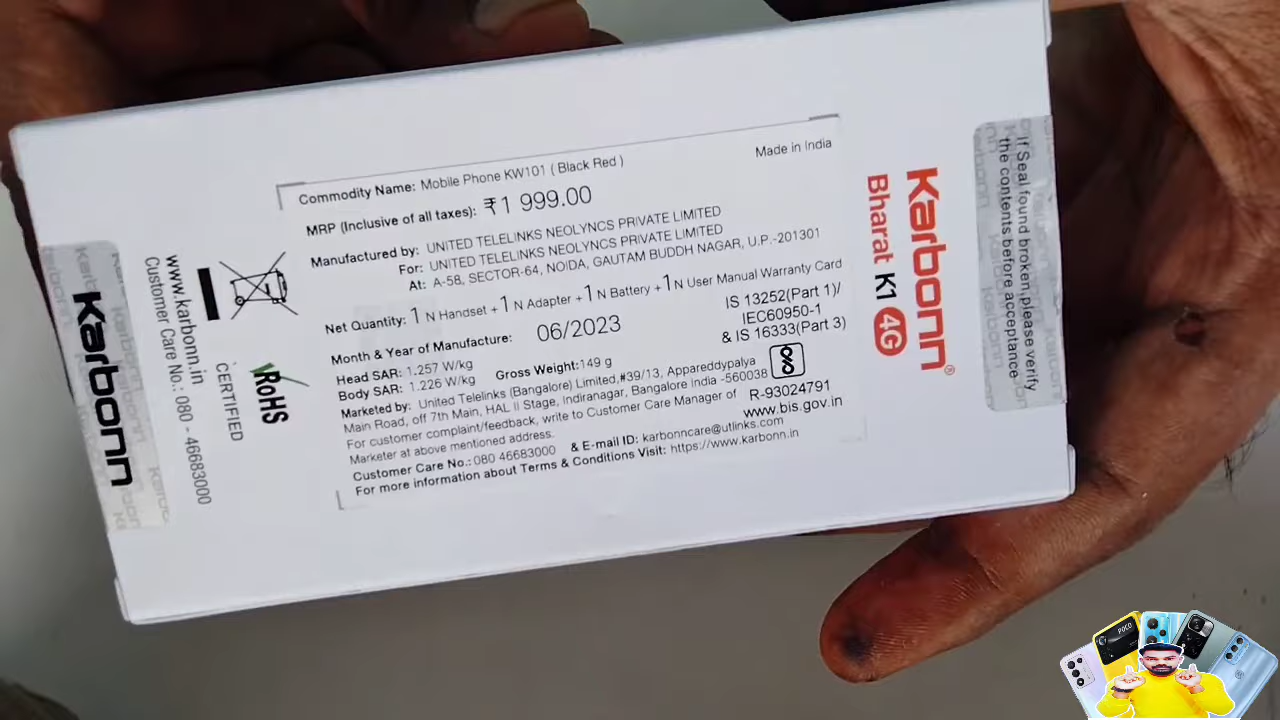 Commodity Name: Mobile Phone KW101 ( Black Red )
Made in India
MRP (Inclusive of all taxes): ₹1 999.00
Manufactured by: UNITED TELELINKS NEOLYNCS PRIVATE LIMITED
For: UNITED TELELINKS NEOLYNCS PRIVATE LIMITED
At: A-58, SECTOR-64, NOIDA, GAUTAM BUDDH NAGAR, U.P.-201301
Net Quantity: 1 N Handset + 1 N Adapter + 1 N Battery + 1 N User Manual Warranty Card
Month & Year of Manufacture: 06/2023
IS 13252(Part 1)/
IEC60950-1
& IS 16333(Part 3)
Head SAR: 1.257 W/kg
Body SAR: 1.226 W/kg
Gross Weight:149 g
Marketed by: United Telelinks (Bangalore) Limited,#39/13, Appareddypalya
Main Road, off 7th Main, HAL II Stage, Indiranagar, Bangalore India -560038
For customer complaint/feedback, write to Customer Care Manager of
Marketer at above mentioned address.
R-93024791
www.bis.gov.in
Customer Care No.: 080 46683000 & E-mail ID: karbonncare@utlinks.com
For more information about Terms & Conditions Visit: https://www.karbonn.in
Karbonn®
Bharat K1 4G
If Seal found broken,please verify
the contents before acceptance
Karbonn
www.karbonn.in
Customer Care No.: 080 - 46683000
RoHS
CERTIFIED
Karbonn
POCO